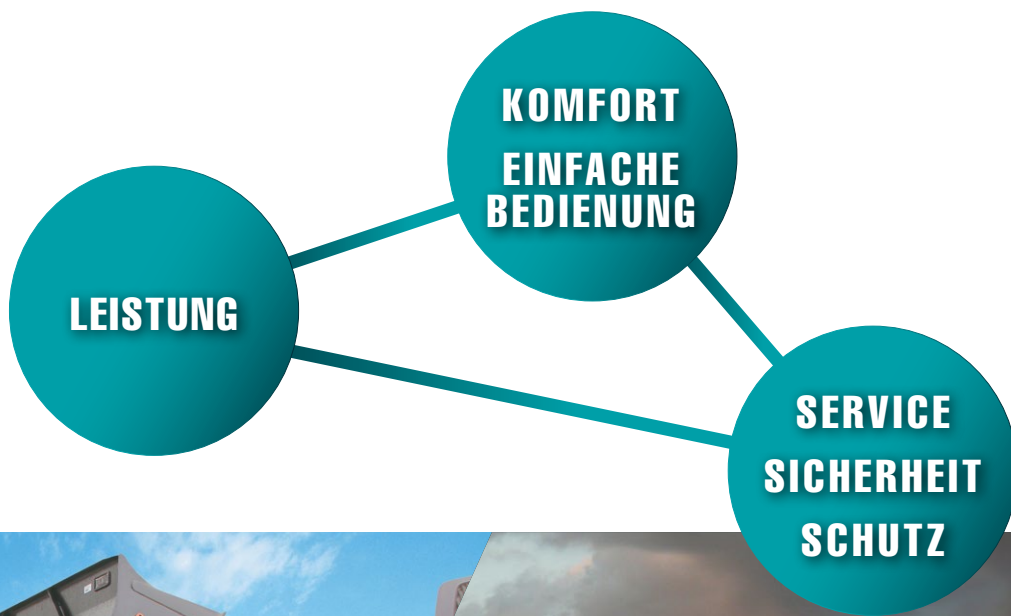 KOMFORT
EINFACHE
BEDIENUNG
LEISTUNG
SERVICE
SICHERHEIT
SCHUTZ